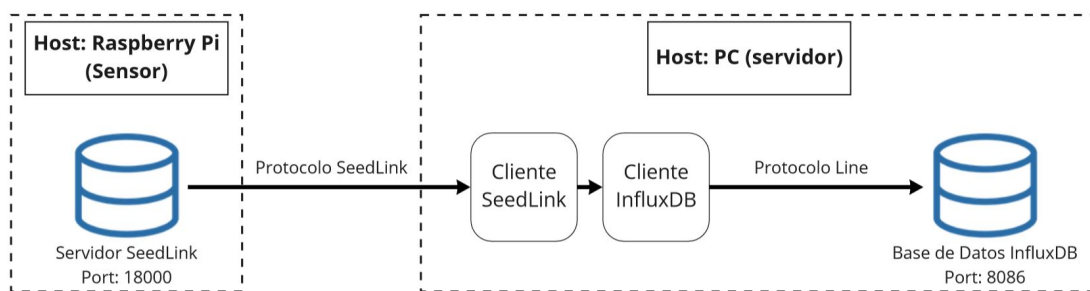 Host: Raspberry Pi
(Sensor)
Host: PC (servidor)
Protocolo SeedLink
Cliente
SeedLink
Cliente
InfluxDB
Protocolo Line
Servidor SeedLink
Port: 18000
Base de Datos InfluxDB
Port: 8086